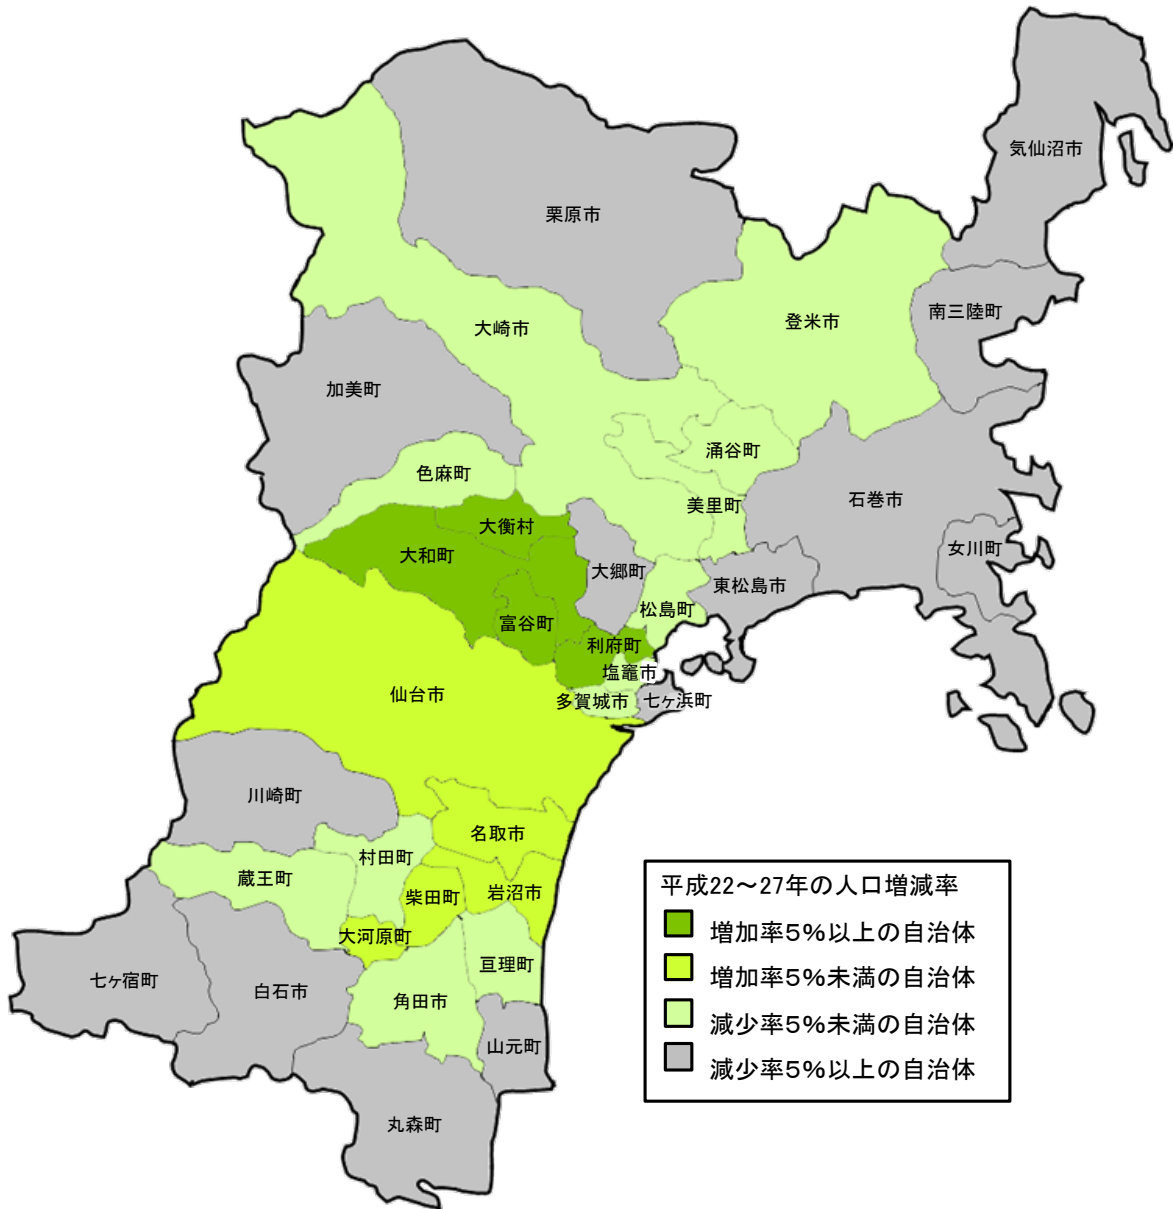 気仙沼市
栗原市
南三陸町
登米市
大崎市
加美町
涌谷町
色麻町
石巻市
美里町
大衡村
女川町
大和町
大郷町
東松島市
松島町
富谷町
利府町
塩竈市
仙台市
多賀城市
七ヶ浜町
川崎町
名取市
村田町
蔵王町
柴田町
岩沼市
大河原町
亘理町
七ヶ宿町
白石市
角田市
山元町
丸森町
平成22～27年の人口増減率
増加率5%以上の自治体
増加率5%未満の自治体
減少率5%未満の自治体
減少率5%以上の自治体